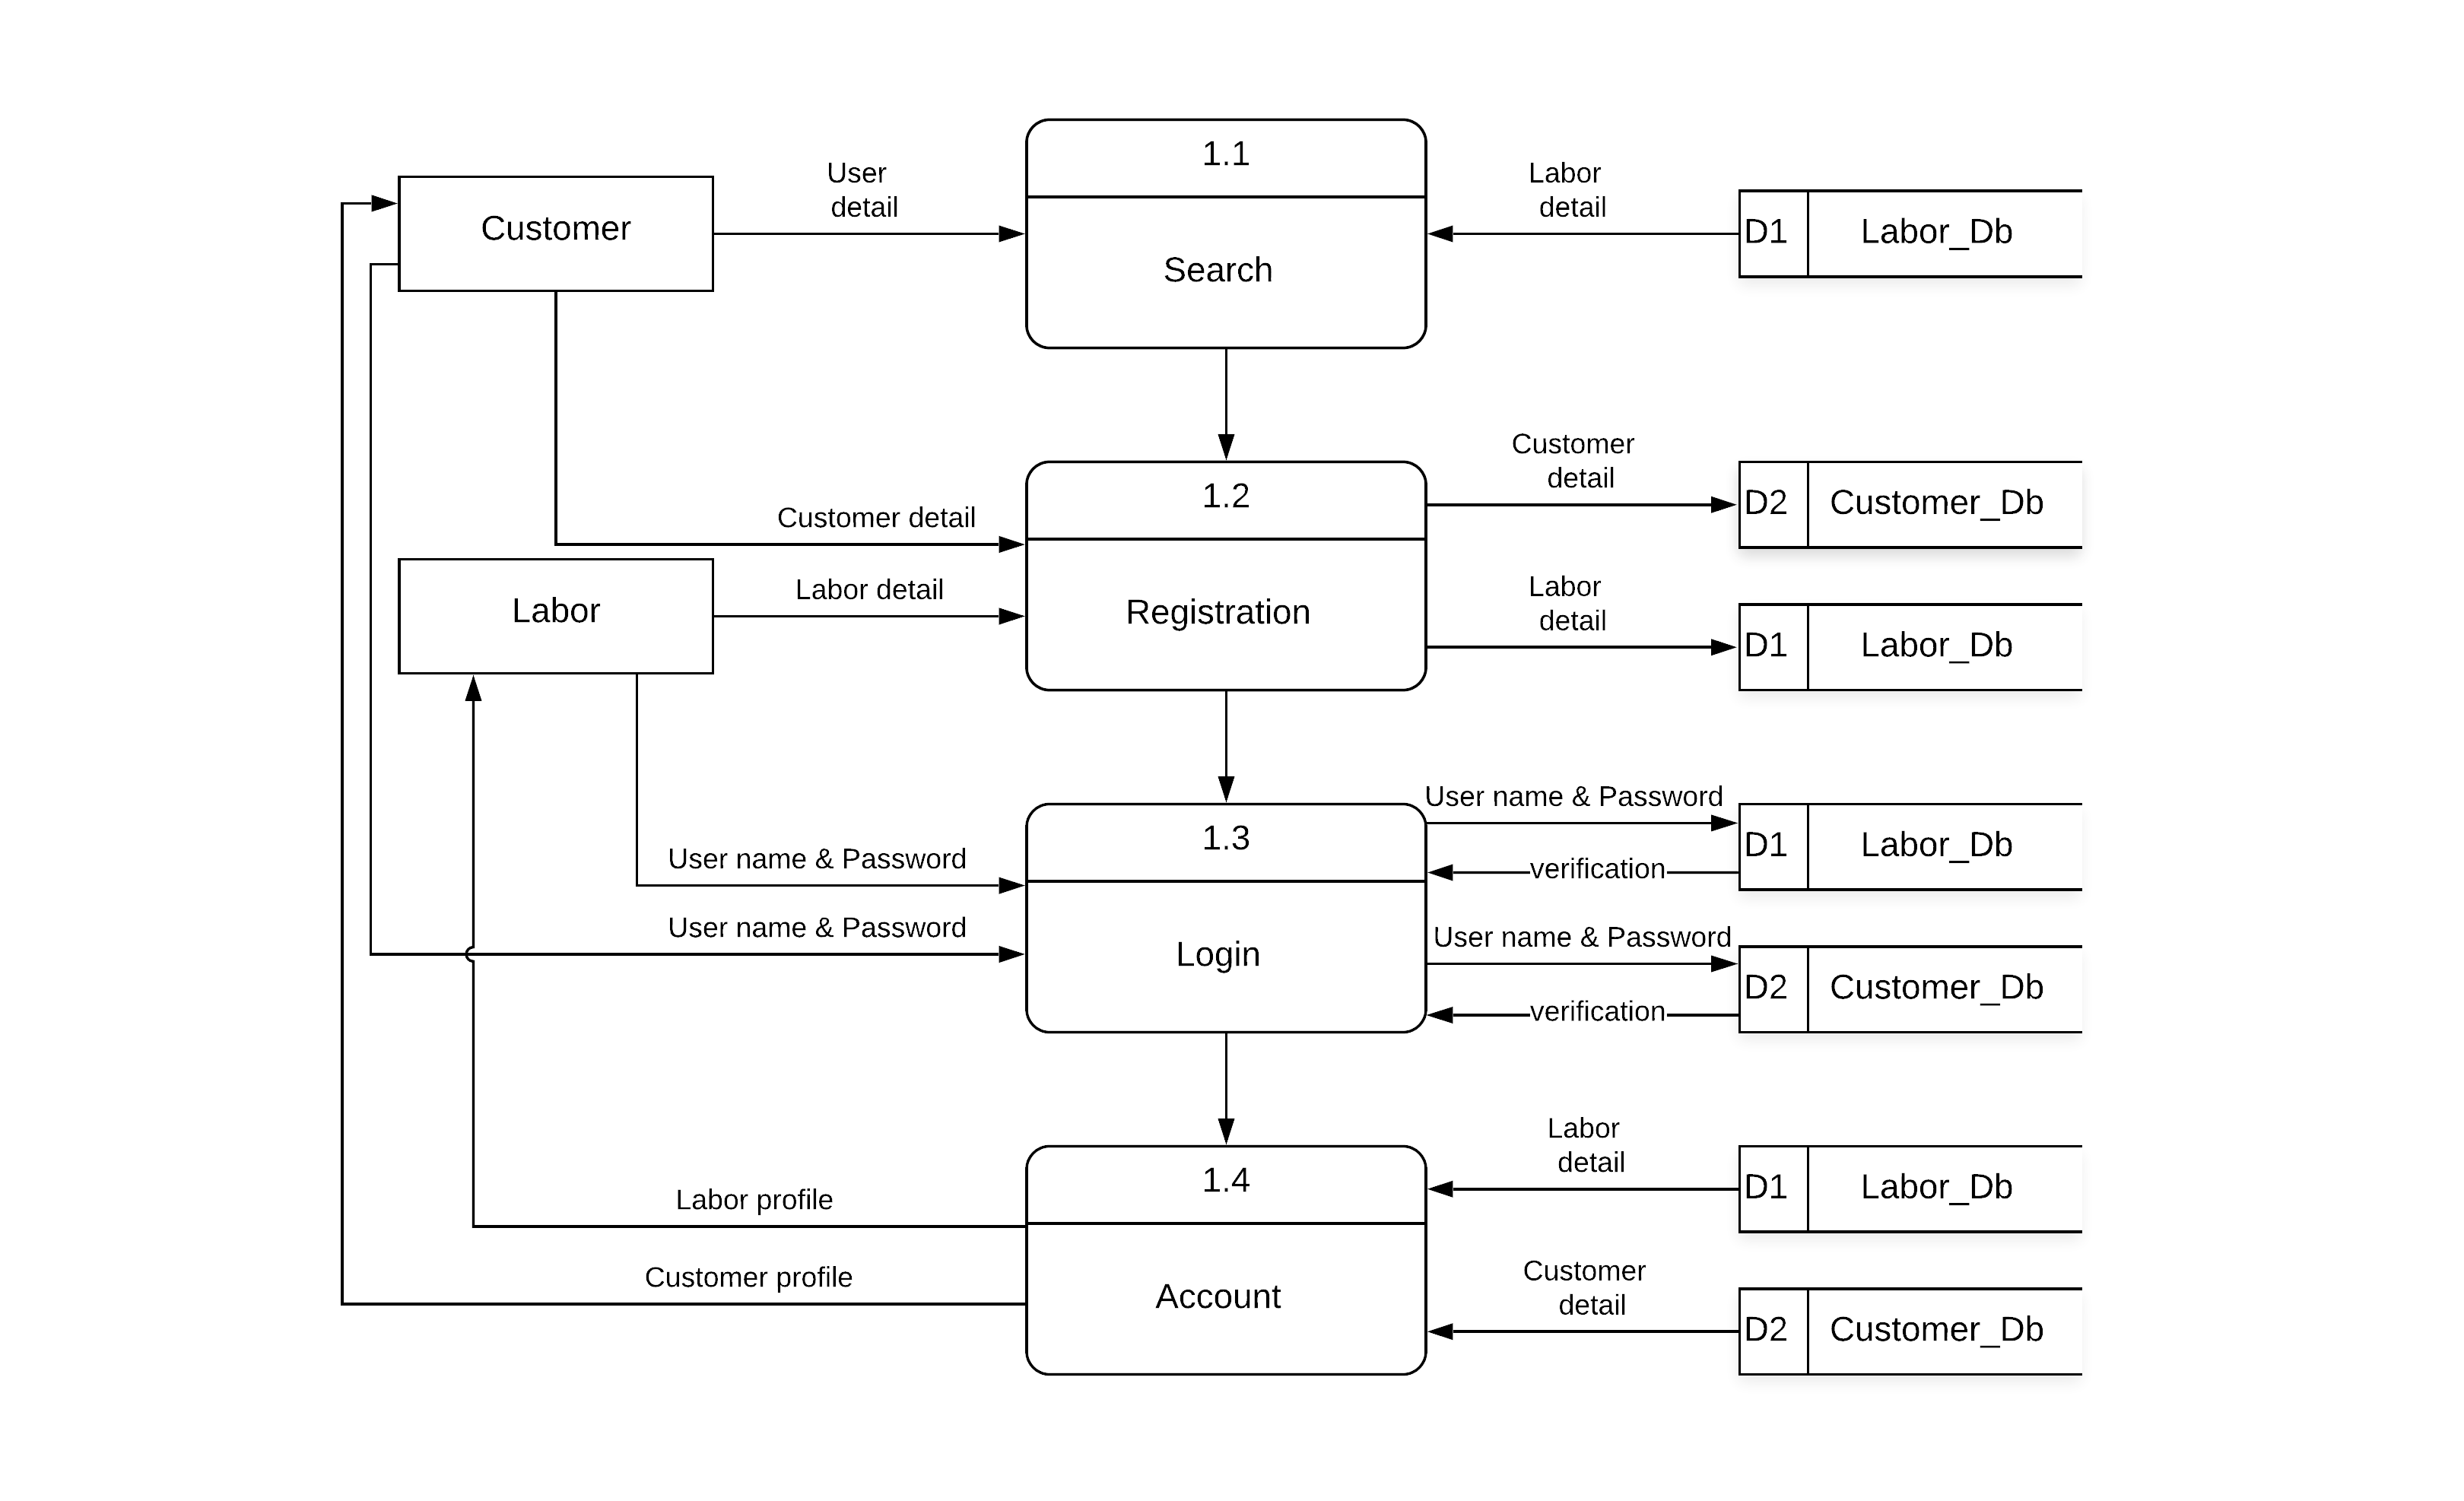 1.1
User
detail
Labor
detail
Customer
Search
D1
Labor_Db
1.2
Customer
detail
D2
Customer_Db
Customer detail
Labor
Labor detail
Registration
Labor
detail
D1
Labor_Db
1.3
User name & Password
User name & Password
User name & Password
verification
D1
Labor_Db
Login
User name & Password
verification
D2
Customer_Db
1.4
Labor
detail
D1
Labor_Db
Labor profile
Customer profile
Account
Customer
detail
D2
Customer_Db